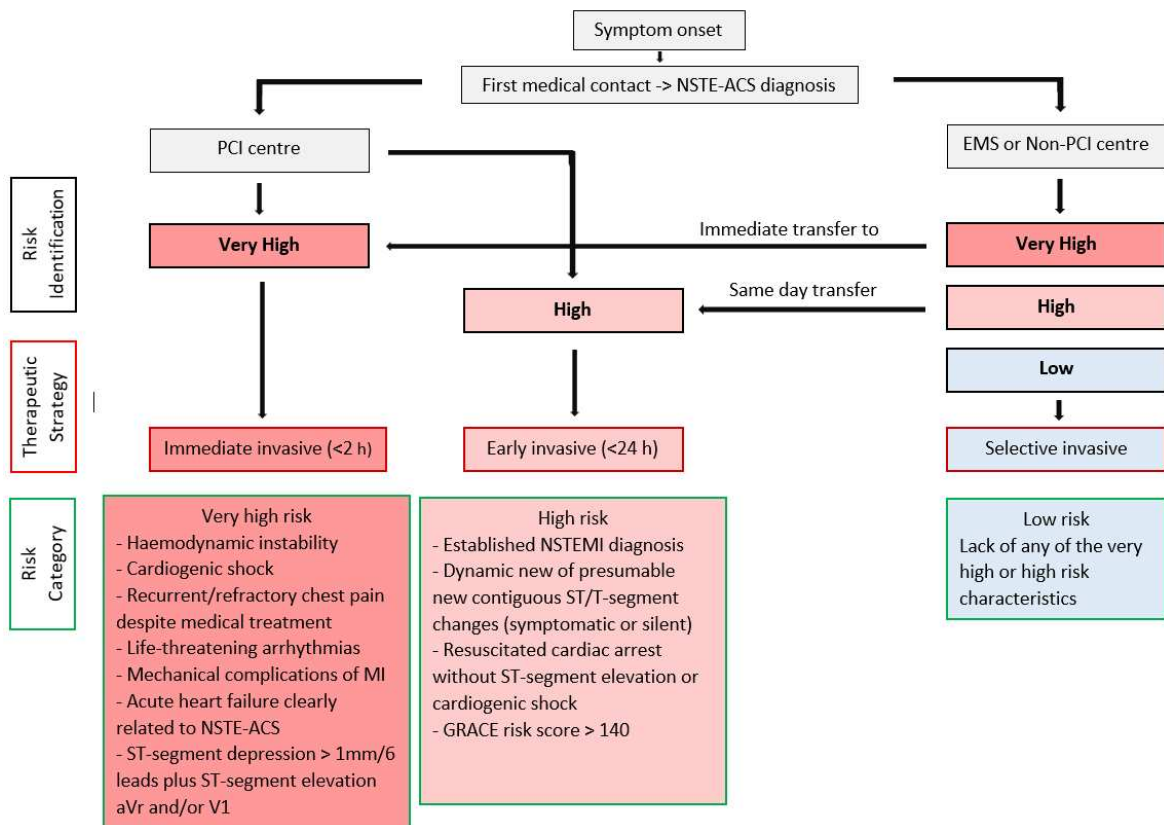 Symptom onset
First medical contact -> NSTE-ACS diagnosis
PCI centre
EMS or Non-PCI centre
Risk
Identification
Very High
Immediate transfer to
Very High
High
Same day transfer
High
Low
Therapeutic
Strategy
Immediate invasive (<2 h)
Early invasive (<24 h)
Selective invasive
Risk
Category
Very high risk
- Haemodynamic instability
- Cardiogenic shock
- Recurrent/refractory chest pain
despite medical treatment
- Life-threatening arrhythmias
- Mechanical complications of MI
- Acute heart failure clearly
related to NSTE-ACS
- ST-segment depression > 1mm/6
leads plus ST-segment elevation
aVr and/or V1
High risk
- Established NSTEMI diagnosis
- Dynamic new of presumable
new contiguous ST/T-segment
changes (symptomatic or silent)
- Resuscitated cardiac arrest
without ST-segment elevation or
cardiogenic shock
- GRACE risk score > 140
Low risk
Lack of any of the very
high or high risk
characteristics